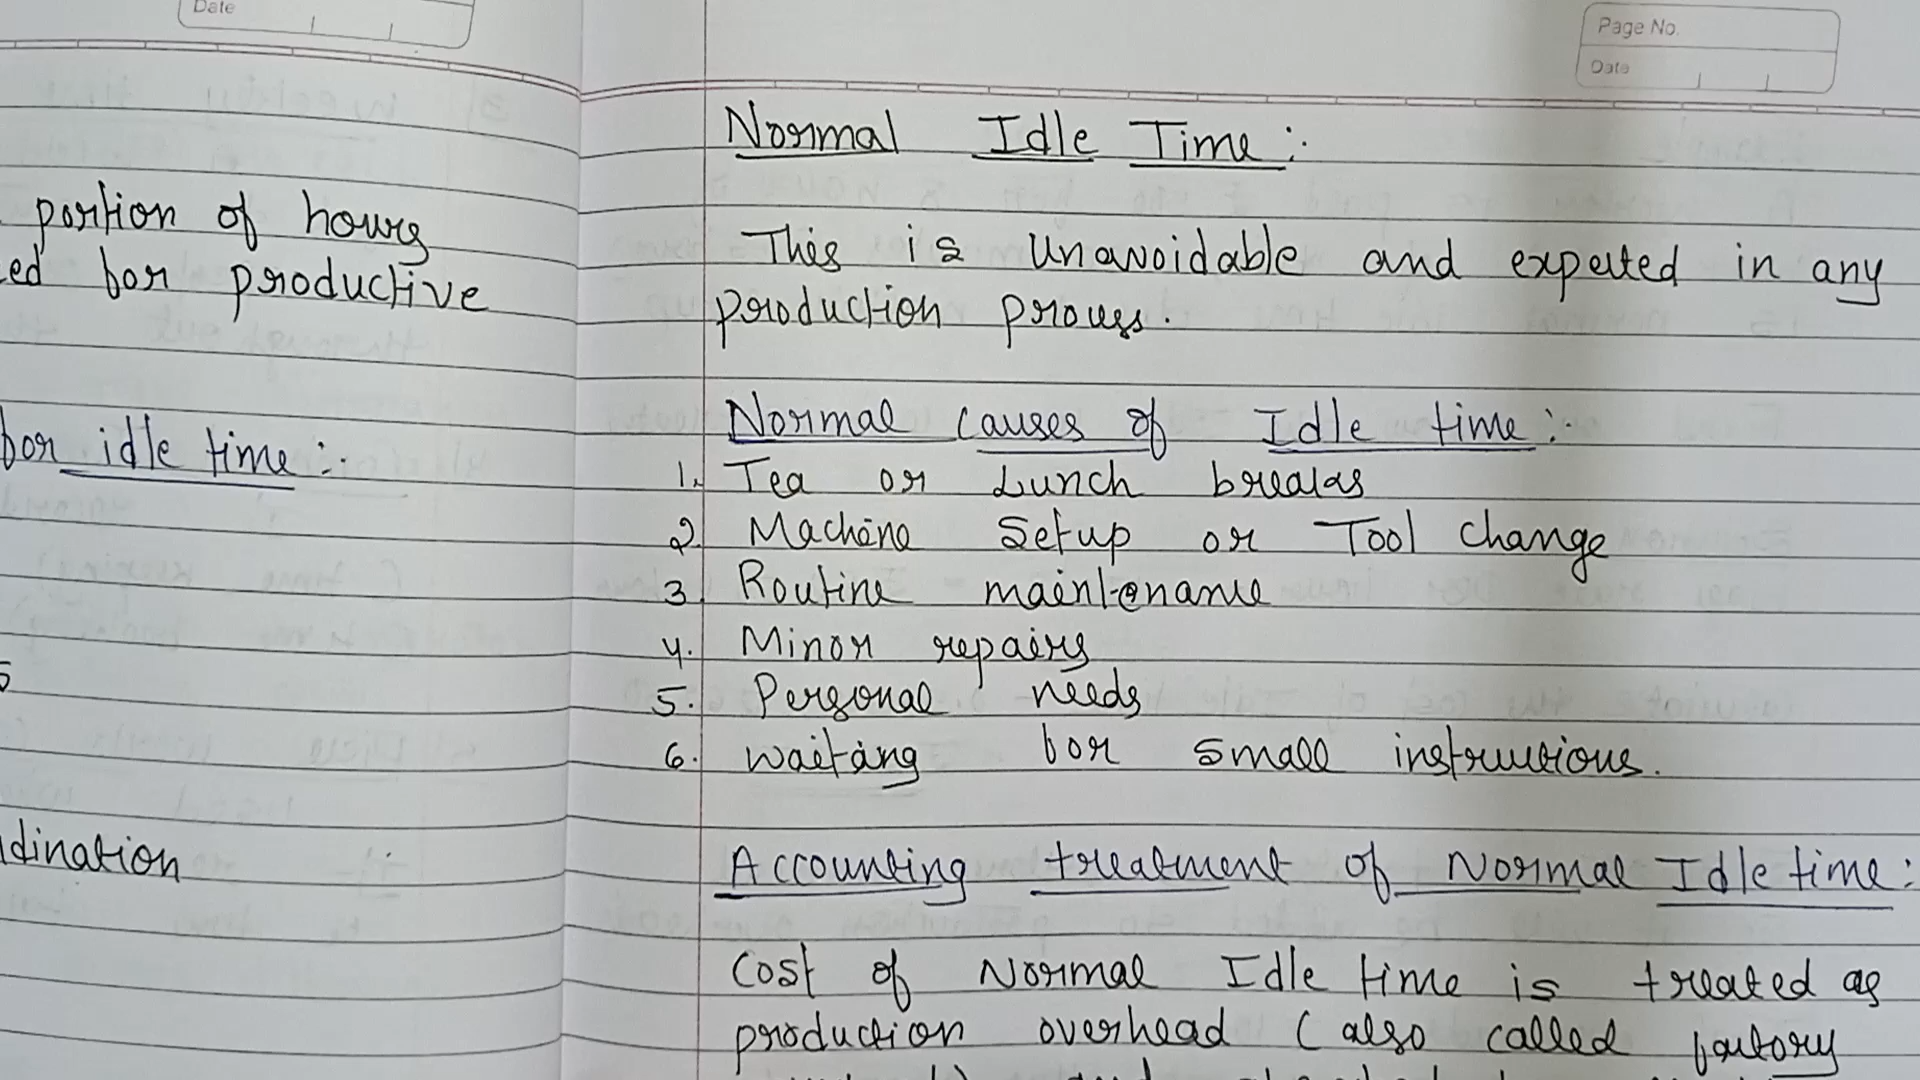 Date
portion of hours
ed for productive
for idle time :-
dination
Page No.
Date
Normal Idle Time :-
This is unavoidable and expected in any
production process.
Normal causes of Idle time :-
1. Tea or Lunch breaks
2. Machine Setup or Tool change
3. Routine maintenance
4. Minor repairs
5. Personal needs
6. waiting for small instructions.
Accounting treatment of Normal Idle time :
Cost of Normal Idle time is treated as
production overhead ( also called factory